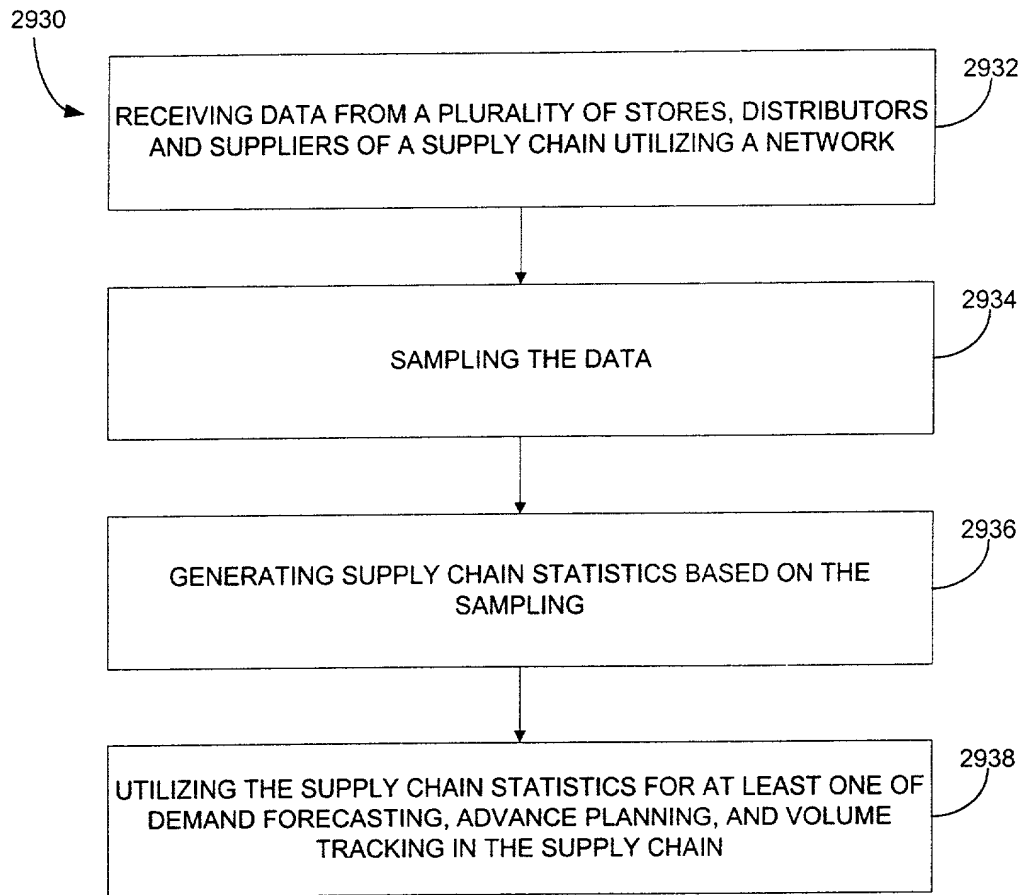 2930
2932
RECEIVING DATA FROM A PLURALITY OF STORES, DISTRIBUTORS
AND SUPPLIERS OF A SUPPLY CHAIN UTILIZING A NETWORK
2934
SAMPLING THE DATA
2936
GENERATING SUPPLY CHAIN STATISTICS BASED ON THE
SAMPLING
2938
UTILIZING THE SUPPLY CHAIN STATISTICS FOR AT LEAST ONE OF
DEMAND FORECASTING, ADVANCE PLANNING, AND VOLUME
TRACKING IN THE SUPPLY CHAIN